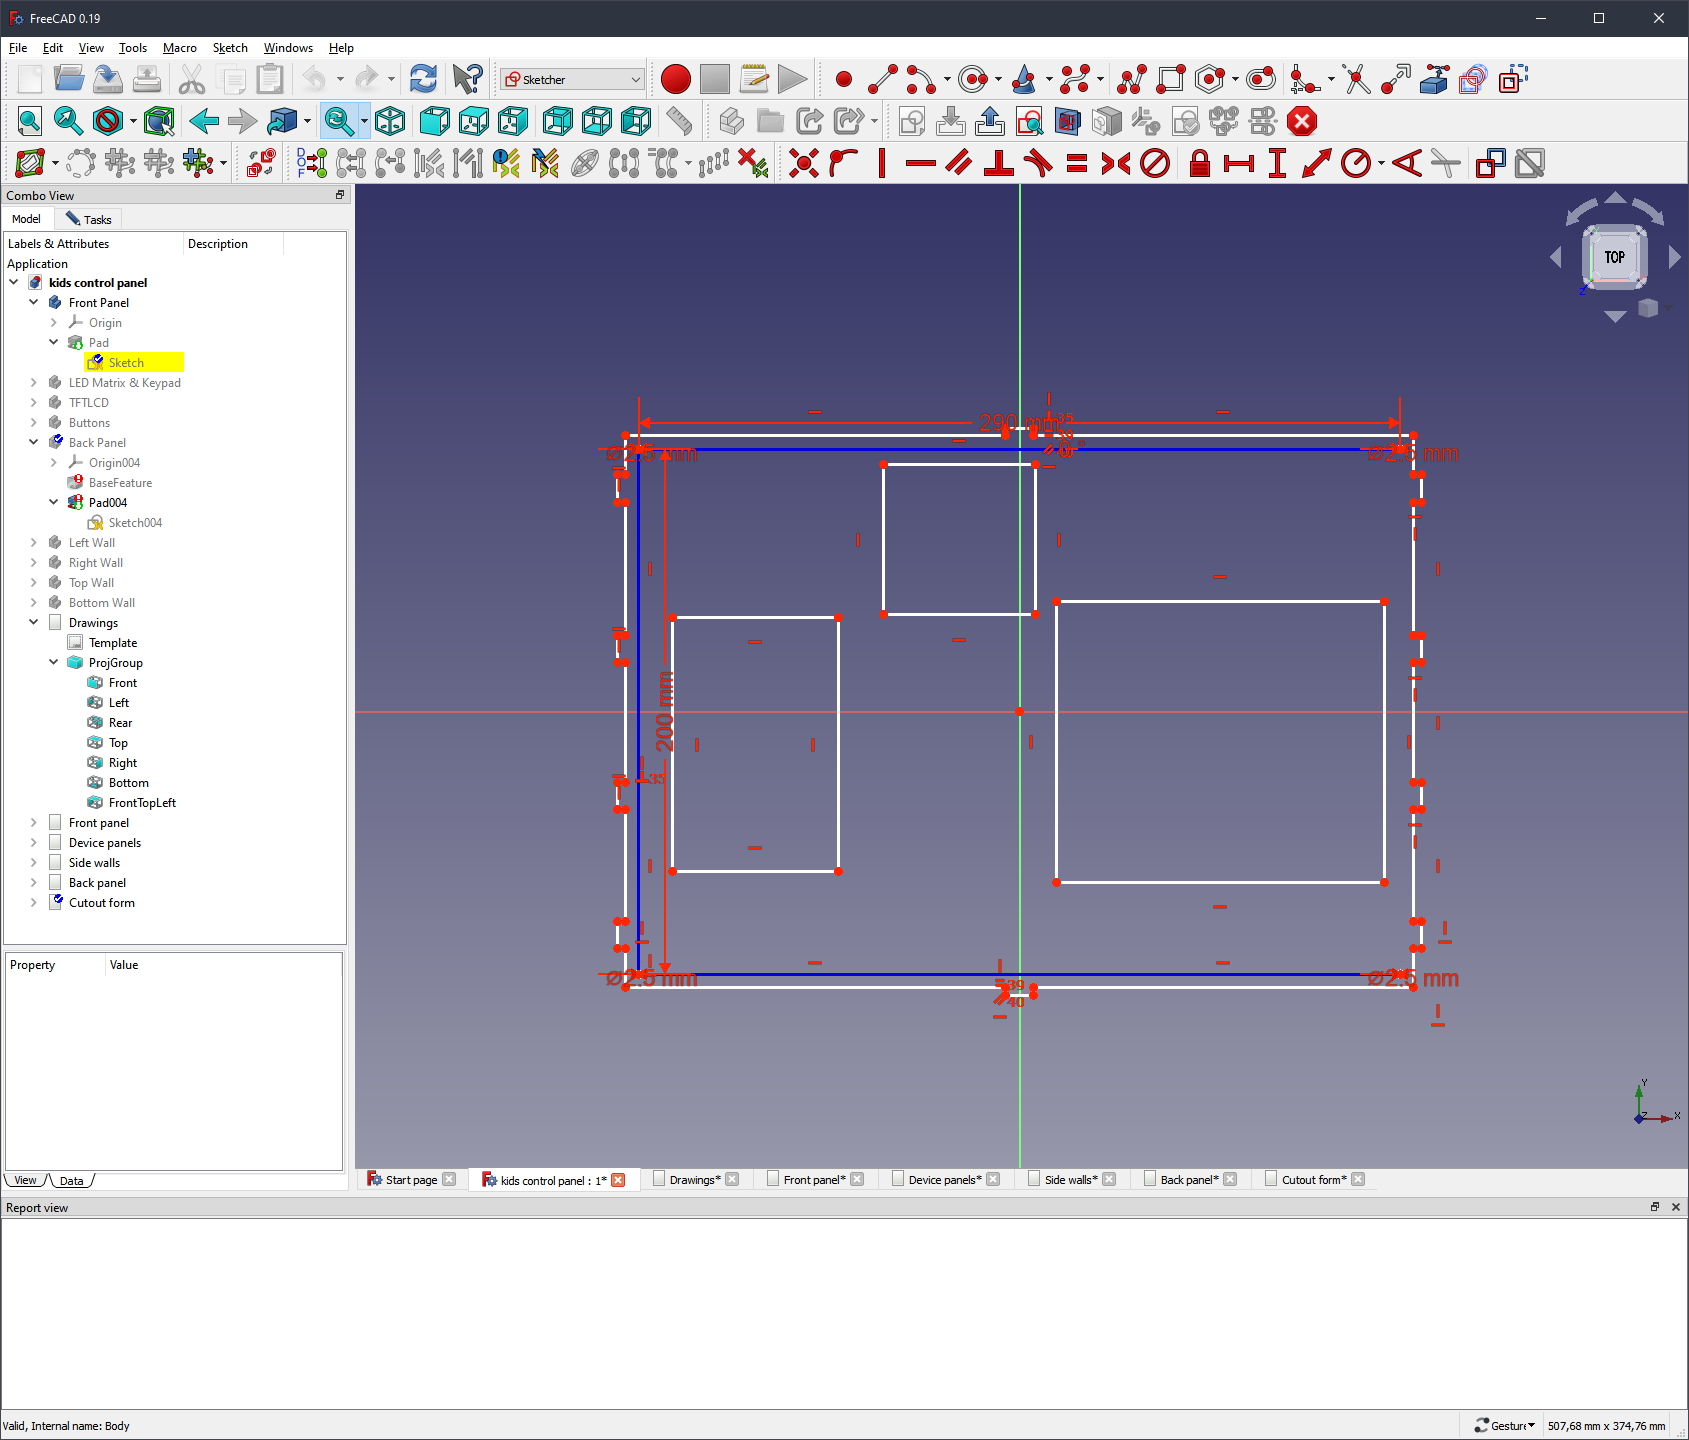 FreeCAD 0.19
File Edit View Tools Macro Sketch Windows Help
Sketcher
Combo View
Model Tasks
Labels & Attributes Description
Application
kids control panel
Front Panel
Origin
Pad
Sketch
LED Matrix & Keypad
TFTLCD
Buttons
Back Panel
Origin004
BaseFeature
Pad004
Sketch004
Left Wall
Right Wall
Top Wall
Bottom Wall
Drawings
Template
ProjGroup
Front
Left
Rear
Top
Right
Bottom
FrontTopLeft
Front panel
Device panels
Side walls
Back panel
Cutout form
Property Value
View Data
TOP
Z
290 mm
35
⌀2.5 mm
⌀2.5 mm
200 mm
35
⌀2.5 mm
⌀2.5 mm
39
40
Y
Z
X
Start page
kids control panel : 1*
Drawings*
Front panel*
Device panels*
Side walls*
Back panel*
Cutout form*
Report view
Valid, Internal name: Body
Gesture
507,68 mm x 374,76 mm